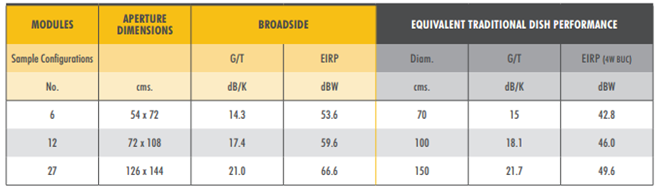 MODULES APERTURE DIMENSIONS BROADSIDE EQUIVALENT TRADITIONAL DISH PERFORMANCE
Sample Configurations G/T EIRP Diam. G/T EIRP (4W BUC)
No. cms. dB/K dBW cms. dB/K dBW
6 54 x 72 14.3 53.6 70 15 42.8
12 72 x 108 17.4 59.6 100 18.1 46.0
27 126 x 144 21.0 66.6 150 21.7 49.6